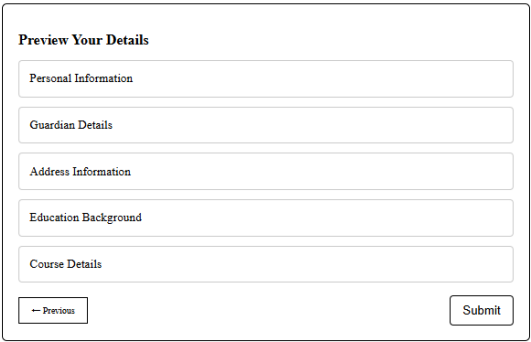 Preview Your Details
Personal Information
Guardian Details
Address Information
Education Background
Course Details
← Previous
Submit